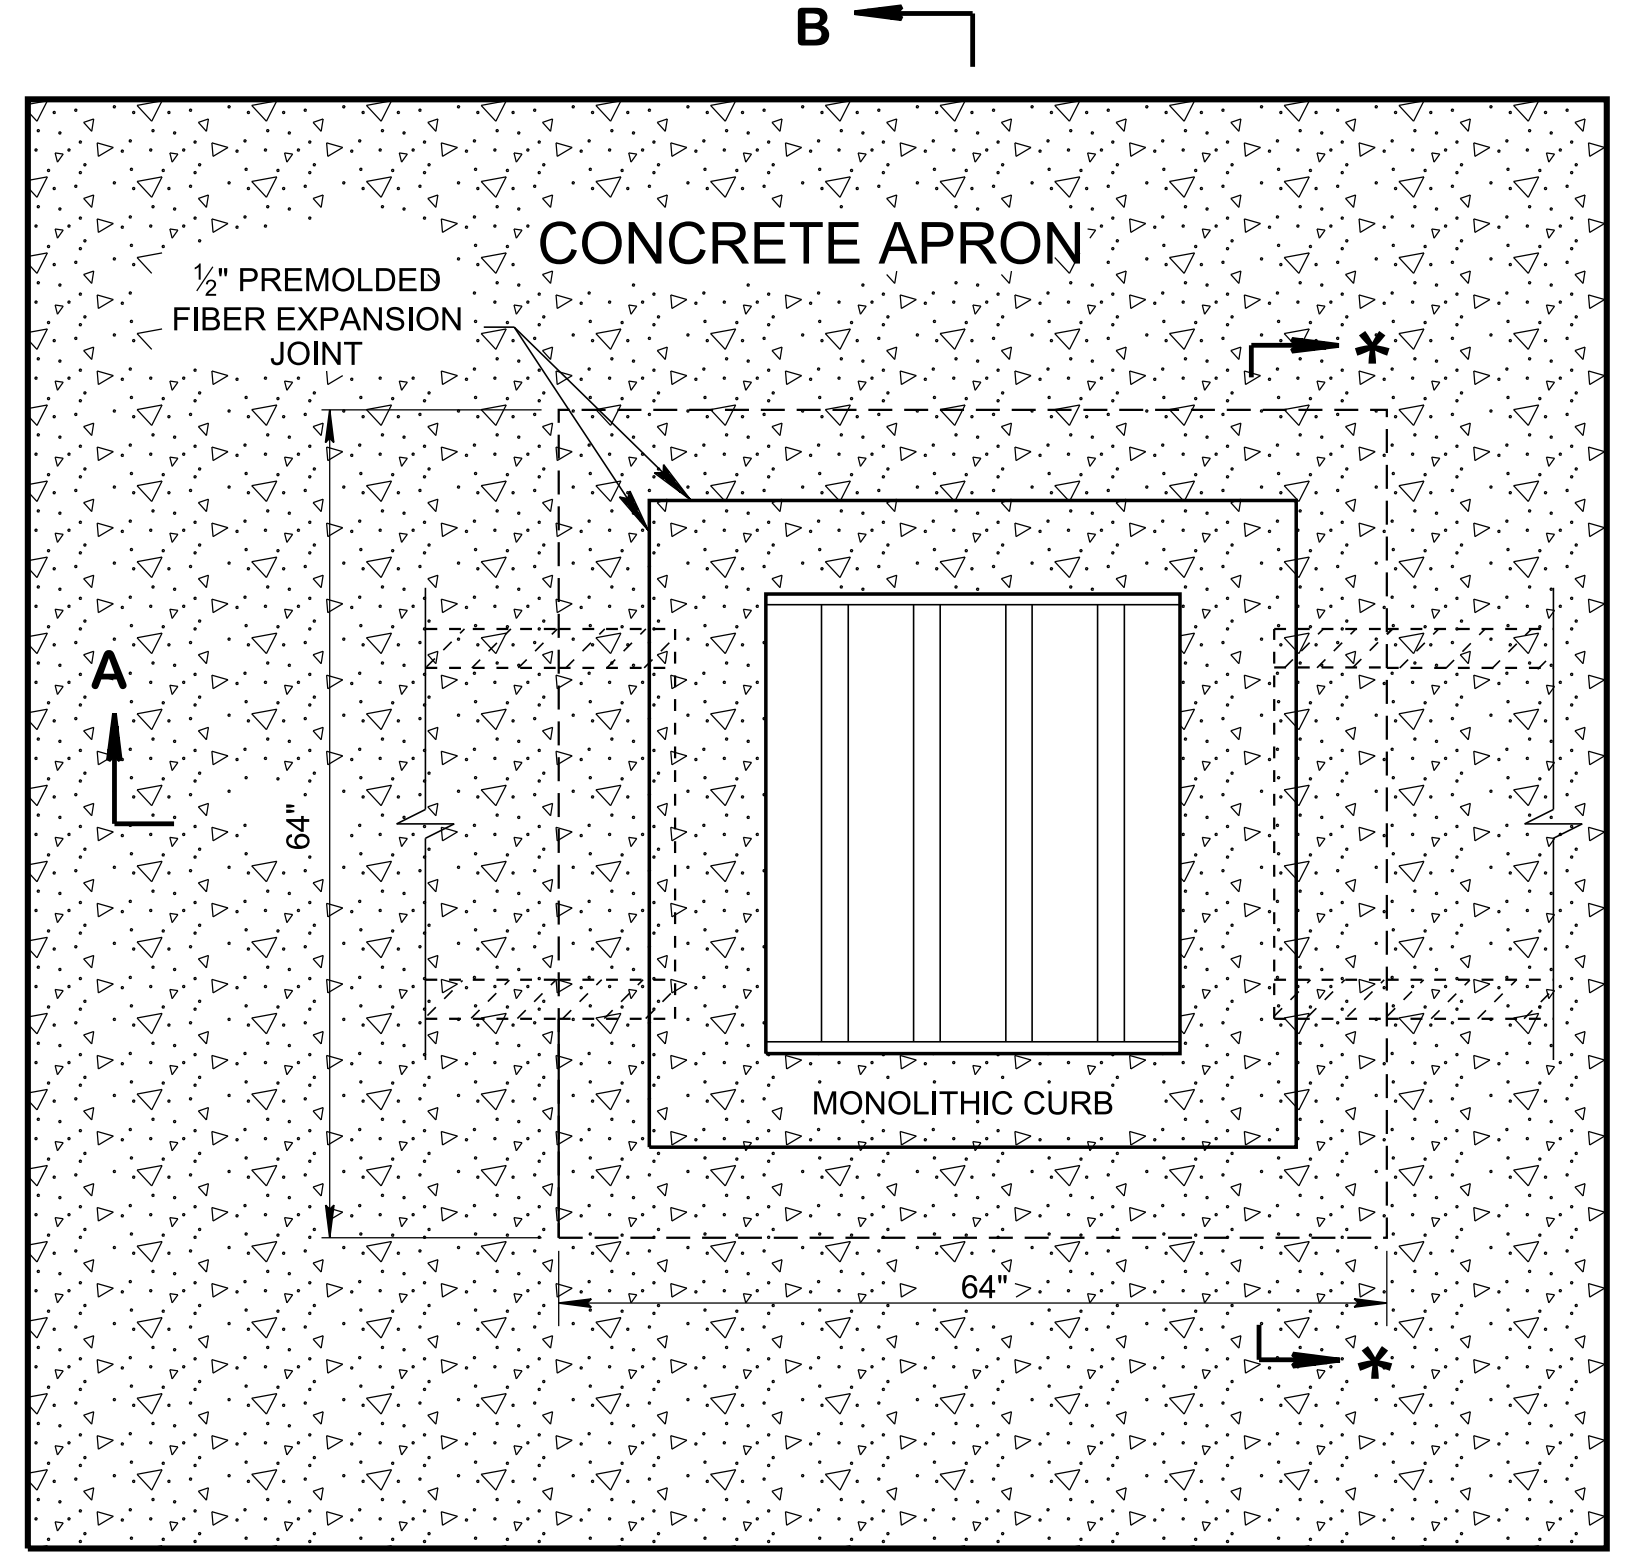 B
CONCRETE APRON
½" PREMOLDED
FIBER EXPANSION
JOINT
*
A
64"
MONOLITHIC CURB
64"
*